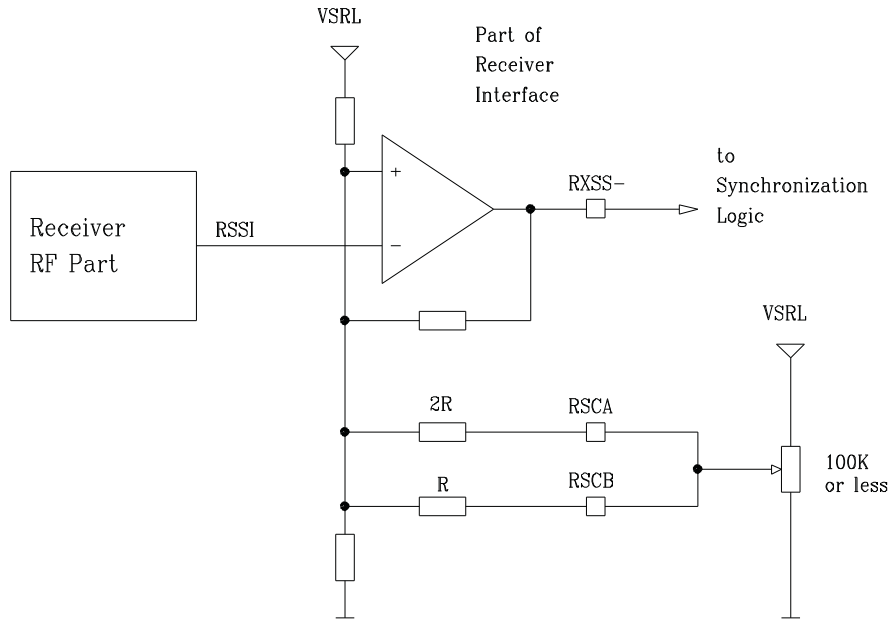 VSRL
Part of
Receiver
Interface
to
Synchronization
Logic
RXSS-
+
Receiver
RF Part
RSSI
-
VSRL
2R
RSCA
100K
or less
R
RSCB